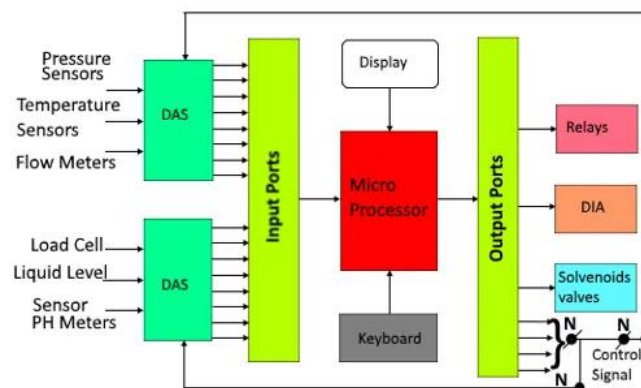 Pressure
Sensors
Temperature
Sensors
Flow Meters
DAS
Load Cell
Liquid Level
Sensor
PH Meters
DAS
Input Ports
Display
Micro
Processor
Keyboard
Output Ports
Relays
DIA
Solvenoids
valves
N
N
Control
Signal
N